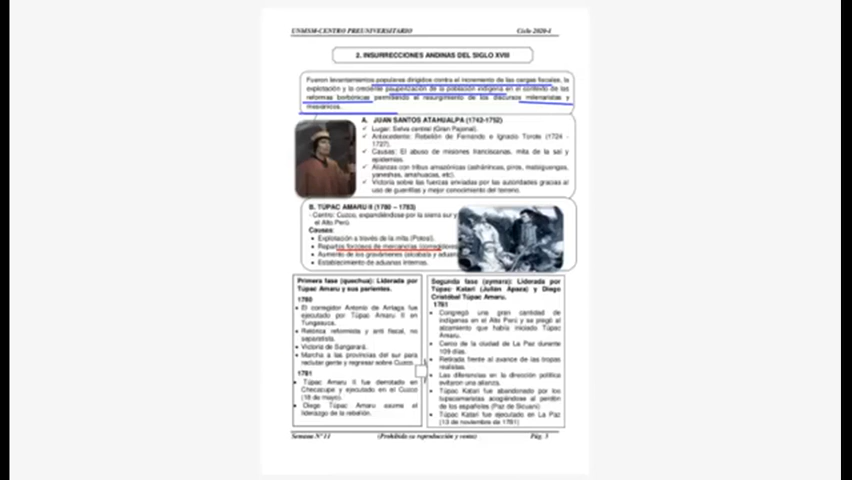 UNMSM-CENTRO PREUNIVERSITARIO Ciclo 2020-I
2. INSURRECCIONES ANDINAS DEL SIGLO XVIII
Fueron levantamientos populares dirigidos contra el incremento de las cargas fiscales, la
explotación y la creciente pauperización de la población indígena en el contexto de las
reformas borbónicas permitiendo el resurgimiento de los discursos milenaristas y
mesiánicos.
A. JUAN SANTOS ATAHUALPA (1742-1752)
✓ Lugar: Selva central (Gran Pajonal).
✓ Antecedente: Rebelión de Fernando e Ignacio Torote (1724 -
1727).
✓ Causas: El abuso de misiones franciscanas, mita de la sal y
epidemias.
✓ Alianzas con tribus amazónicas (asháninkas, piros, matsiguengas,
yaneshas, amahuacas, etc).
✓ Victoria sobre las fuerzas enviadas por las autoridades gracias al
uso de guerrillas y mejor conocimiento del terreno.
B. TÚPAC AMARU II (1780 – 1783)
- Centro: Cuzco, expandiéndose por la sierra sur y
el Alto Perú
Causas:
• Explotación a través de la mita (Potosí).
• Repartos forzosos de mercancías (corregidores
• Aumento de los gravámenes (alcabala y aduan
• Establecimiento de aduanas internas.
Primera fase (quechua): Liderada por
Túpac Amaru y sus parientes.
1780
• El corregidor Antonio de Arriaga fue
ejecutado por Túpac Amaru II en
Tungasuca.
• Retórica reformista y anti fiscal, no
separatista.
• Victoria de Sangarará.
• Marcha a las provincias del sur para
reclutar gente y regresar sobre Cuzco.
1781
• Túpac Amaru II fue derrotado en
Checacupe y ejecutado en el Cuzco
(18 de mayo).
• Diego Túpac Amaru asume el
liderazgo de la rebelión.
Segunda fase (aymara): Liderada por
Túpac Katari (Julián Apaza) y Diego
Cristóbal Túpac Amaru.
1781
• Congregó una gran cantidad de
indígenas en el Alto Perú y se plegó al
alzamiento que había iniciado Túpac
Amaru.
• Cerco de la ciudad de La Paz durante
109 días.
• Retirada frente al avance de las tropas
realistas.
• Las diferencias en la dirección política
evitaron una alianza.
• Túpac Katari fue abandonado por los
tupacamaristas acogiéndose al perdón
de los españoles (Paz de Sicuani)
• Túpac Katari fue ejecutado en La Paz
(13 de noviembre de 1781)
Semana Nº 11 (Prohibida su reproducción y venta) Pág. 5